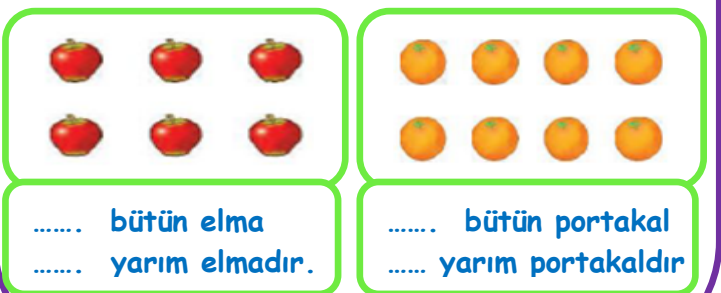 ……. bütün elma
……. yarım elmadır.
……. bütün portakal
…… yarım portakaldır